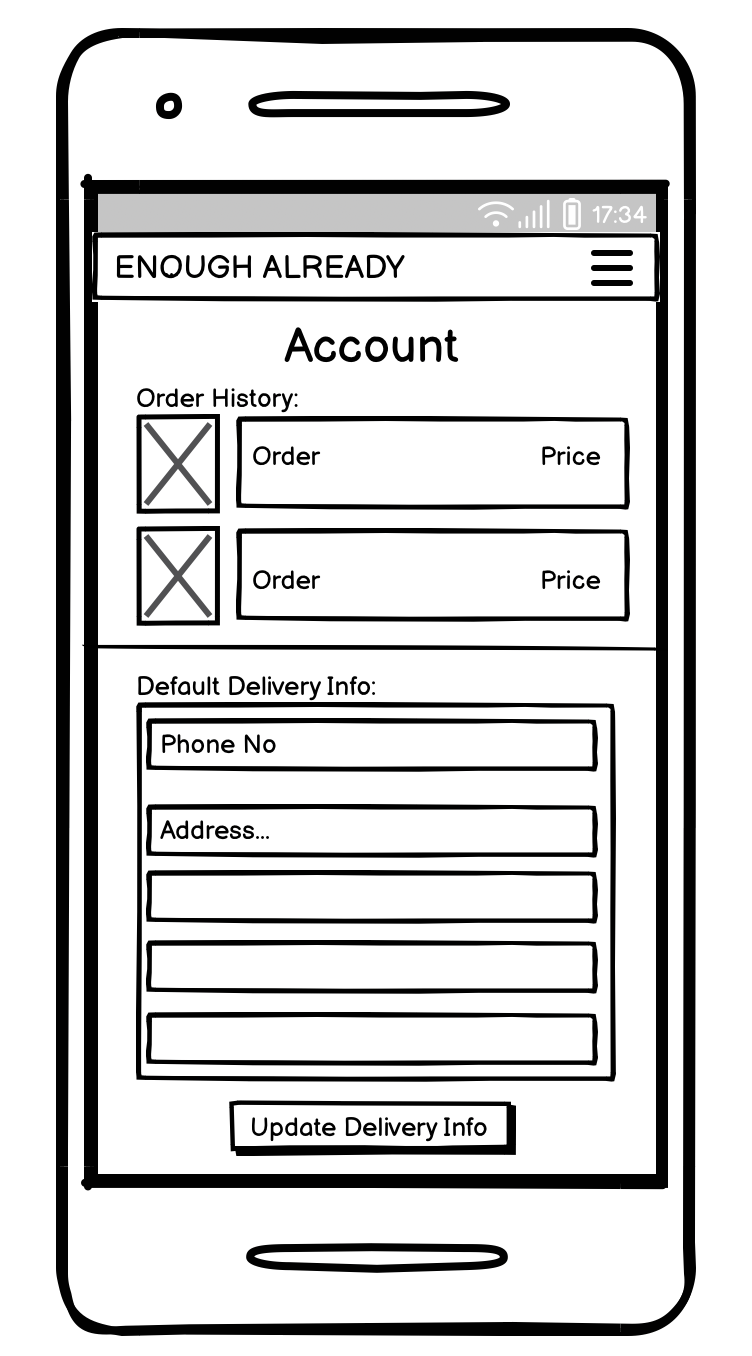 17:34
ENOUGH ALREADY
Account
Order History:
Order Price
Order Price
Default Delivery Info:
Phone No
Address...
Update Delivery Info